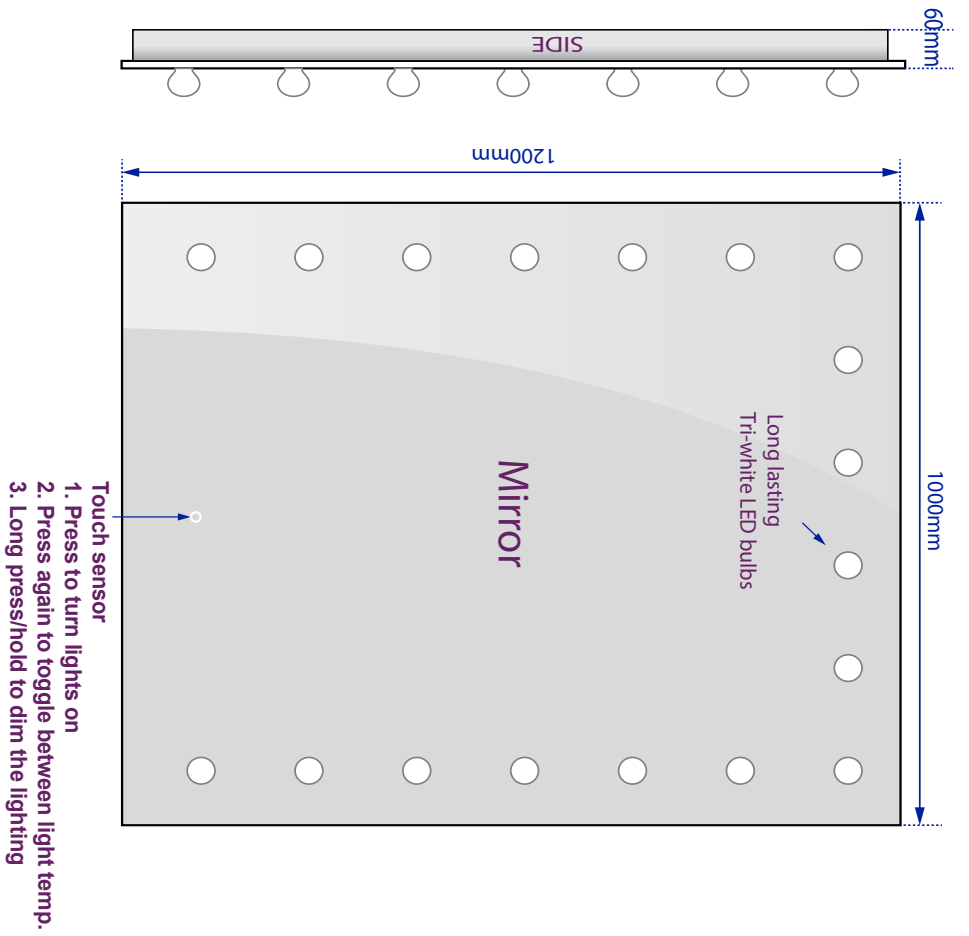 60mm
SIDE
1200mm
1000mm
Long lasting
Tri-white LED bulbs
Mirror
Touch sensor
1. Press to turn lights on
2. Press again to toggle between light temp.
3. Long press/hold to dim the lighting